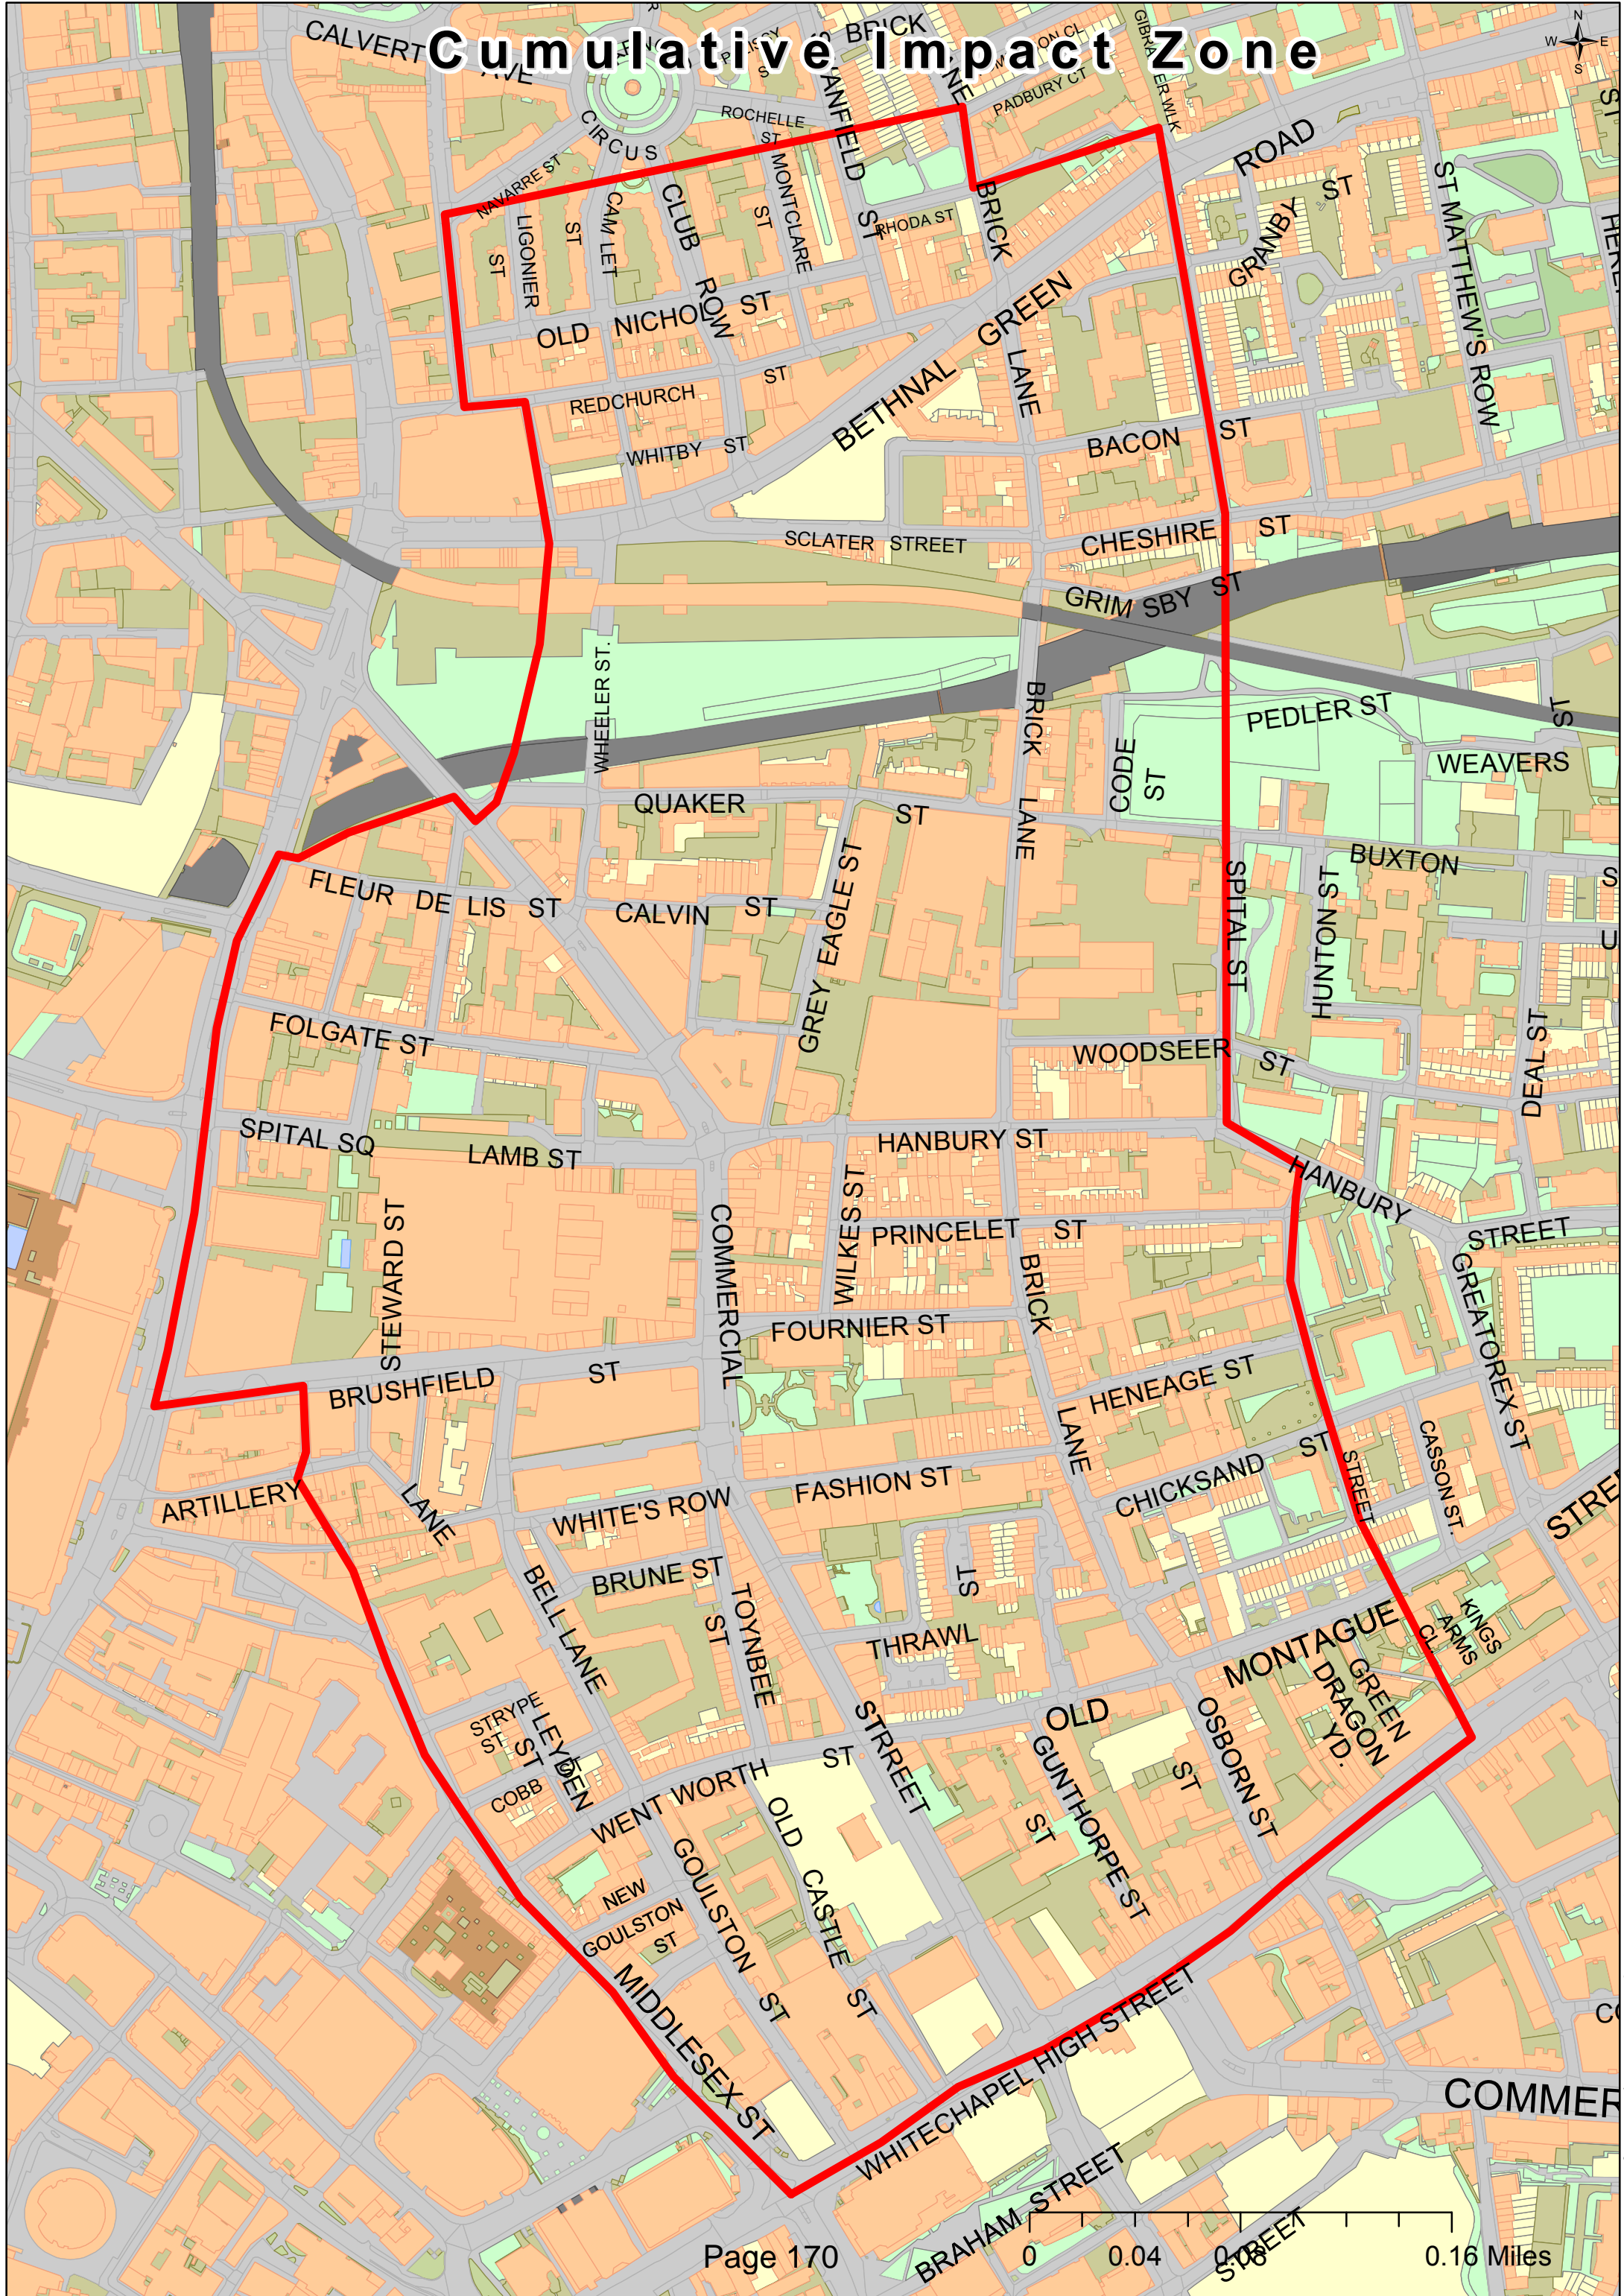 Cumulative Impact Zone
N
W E
S
CALVERT AVE
BRICK
LANE
PADBURY CT
ROCHELLE
ST
CIRCUS
NAVARRE ST
LIGONIER
ST
CAM LET
ST
CLUB
ROW
MONTCLARE
ST
ST
RHODA ST
BRICK
LANE
ROAD
GRANBY ST
ST MATTHEW'S ROW
OLD NICHOL ST
BETHNAL GREEN
REDCHURCH ST
WHITBY ST
BACON ST
SCLATER STREET
CHESHIRE ST
GRIM SBY ST
WHEELER ST.
BRICK
LANE
CODE
ST
PEDLER ST
WEAVERS
ST
QUAKER ST
BUXTON
S
FLEUR DE LIS ST
CALVIN ST
GREY EAGLE ST
SPITAL ST
HUNTON ST
FOLGATE ST
WOODSEER ST
DEAL ST
SPITAL SQ
LAMB ST
HANBURY ST
HANBURY
STREET
STEWARD ST
COMMERCIAL
WILKES ST
PRINCELET ST
BRICK
LANE
GREATOREX ST
FOURNIER ST
BRUSHFIELD ST
HENEAGE ST
CASSON ST.
STREET
ARTILLERY
LANE
WHITE'S ROW
FASHION ST
CHICKSAND ST
STRE
BELL LANE
BRUNE ST
TOYNBEE
ST
ST
THRAWL
MONTAGUE
KINGS
ARMS
CL
GREEN
DRAGON
YD.
STRYPE
ST
LEYDEN
ST
COBB
OLD
OSBORN ST
ST
STRREET
GUNTHORPE ST
ST
WENT WORTH ST
OLD CASTLE ST
GOULSTON ST
NEW
GOULSTON
ST
MIDDLESEX ST
WHITECHAPEL HIGH STREET
COMMER
BRAHAM STREET
STREET
Page 170
0 0.04 0.08 0.16 Miles